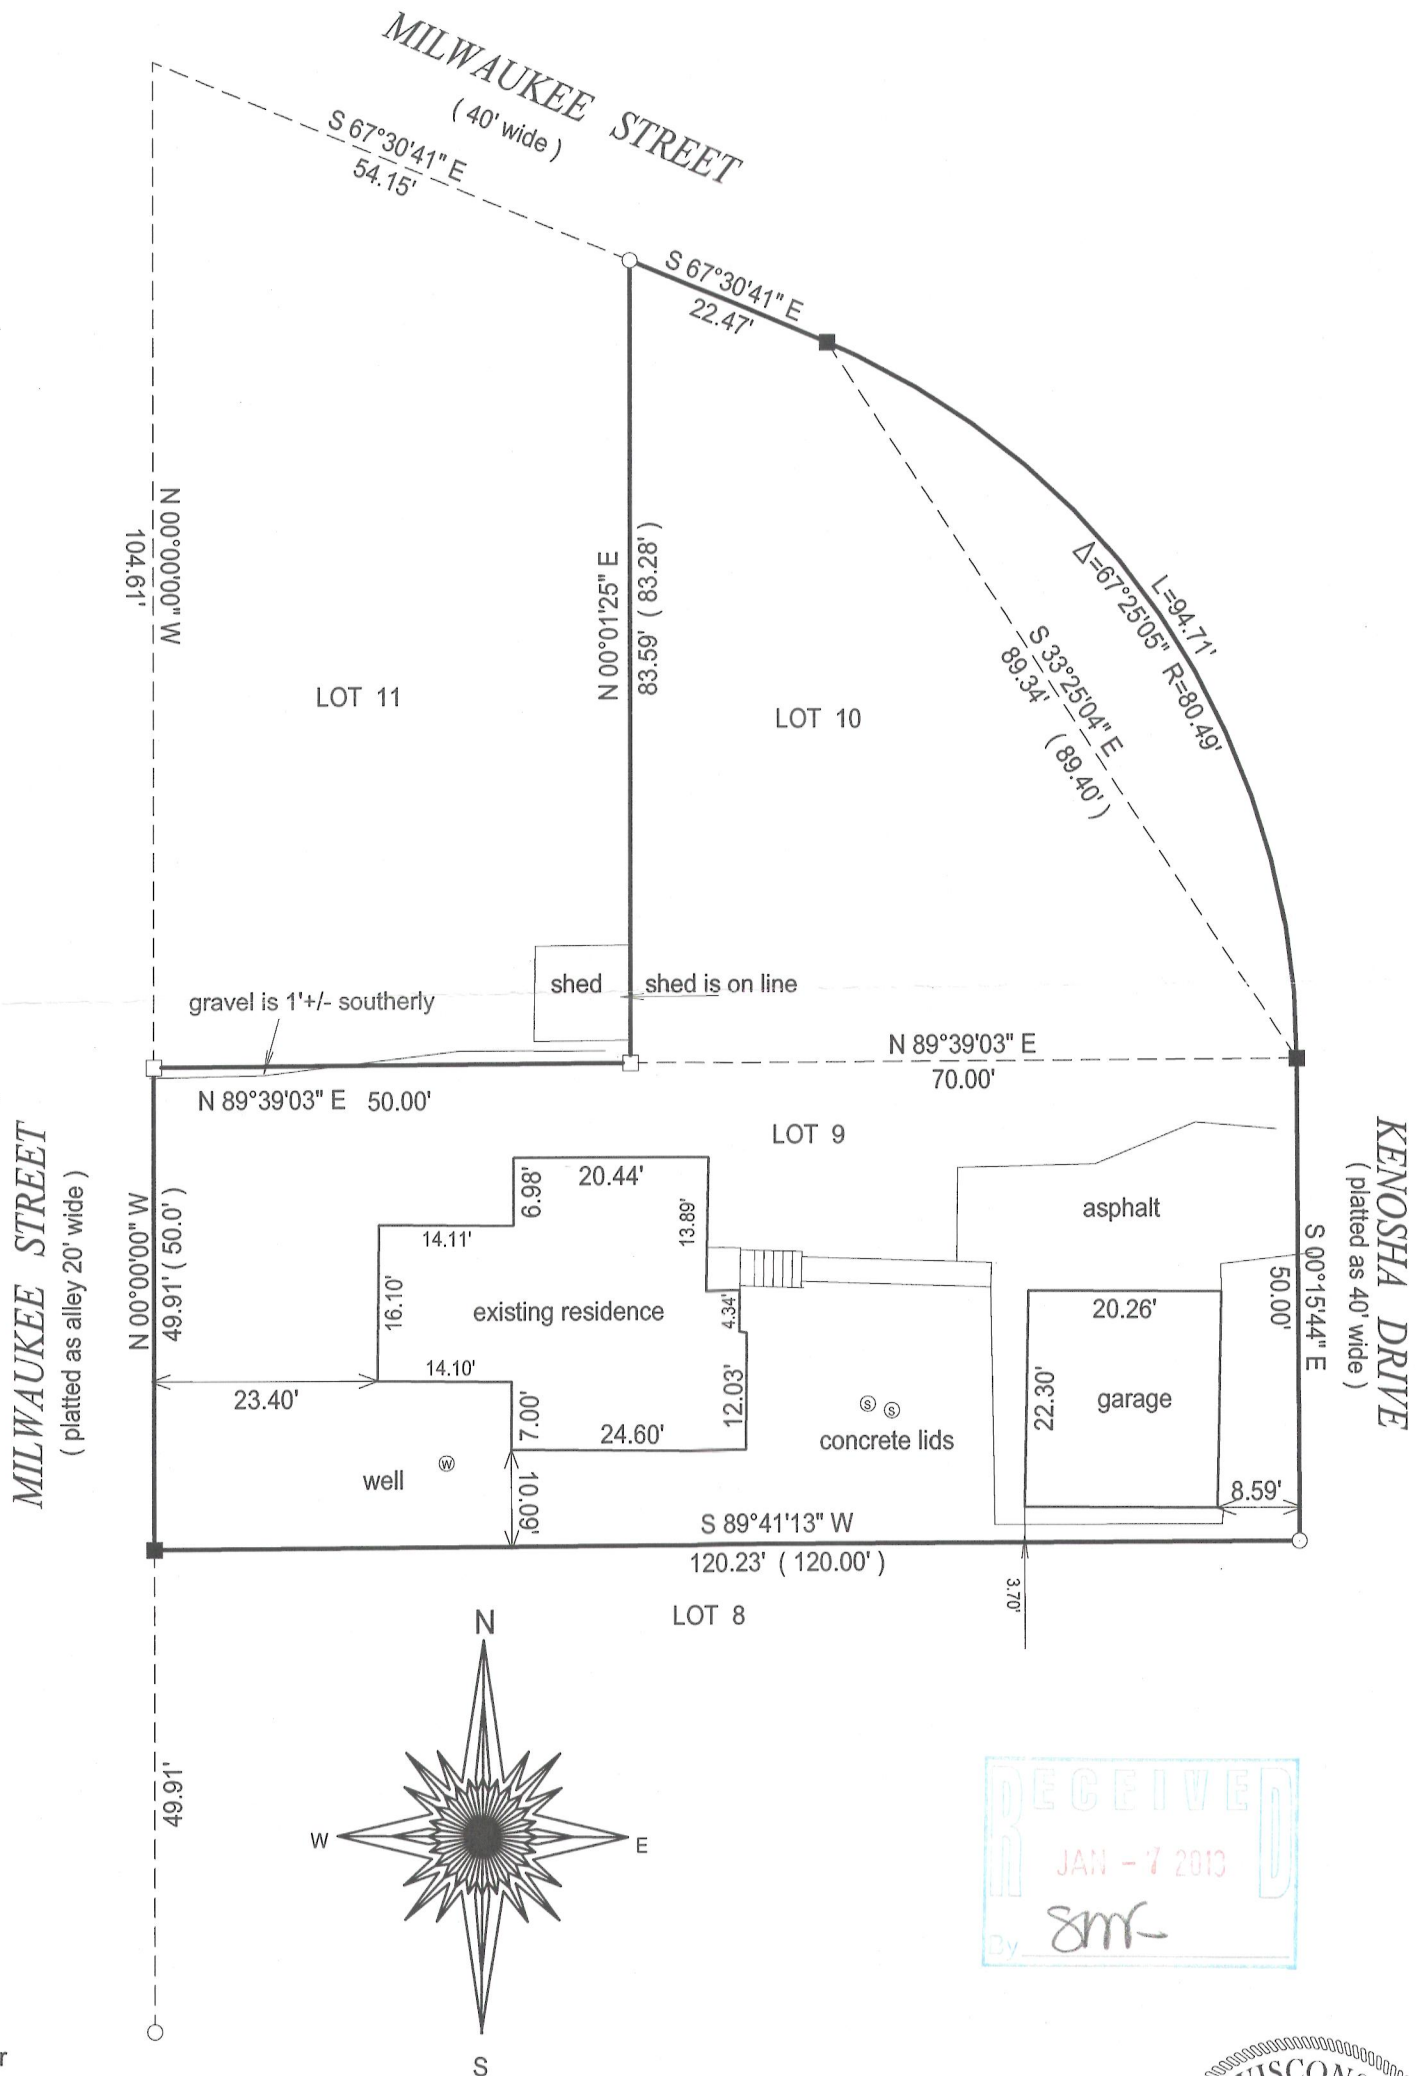 MILWAUKEE STREET
( 40' wide )
S 67°30'41" E
54.15'
S 67°30'41" E
22.47'
N 00°00'00" W
104.61'
N 00°01'25" E
83.59' ( 83.28' )
L=94.71'
Δ=67°25'05" R=80.49'
S 33°25'04" E
89.34' ( 89.40' )
LOT 11
LOT 10
shed
shed is on line
gravel is 1'+/- southerly
N 89°39'03" E
70.00'
N 89°39'03" E 50.00'
LOT 9
MILWAUKEE STREET
( platted as alley 20' wide )
N 00°00'00" W
49.91' ( 50.0' )
KENOSHA DRIVE
( platted as 40' wide )
S 00°15'44" E
50.00'
20.44'
6.98'
13.89'
14.11'
16.10'
existing residence
4.34'
14.10'
12.03'
7.00'
24.60'
23.40'
10.09'
well
W
asphalt
20.26'
22.30'
garage
S S
concrete lids
8.59'
S 89°41'13" W
120.23' ( 120.00' )
3.70'
LOT 8
N
W
E
S
49.91'
RECEIVED
JAN - 7 2013
By SMK
r
WISCONS